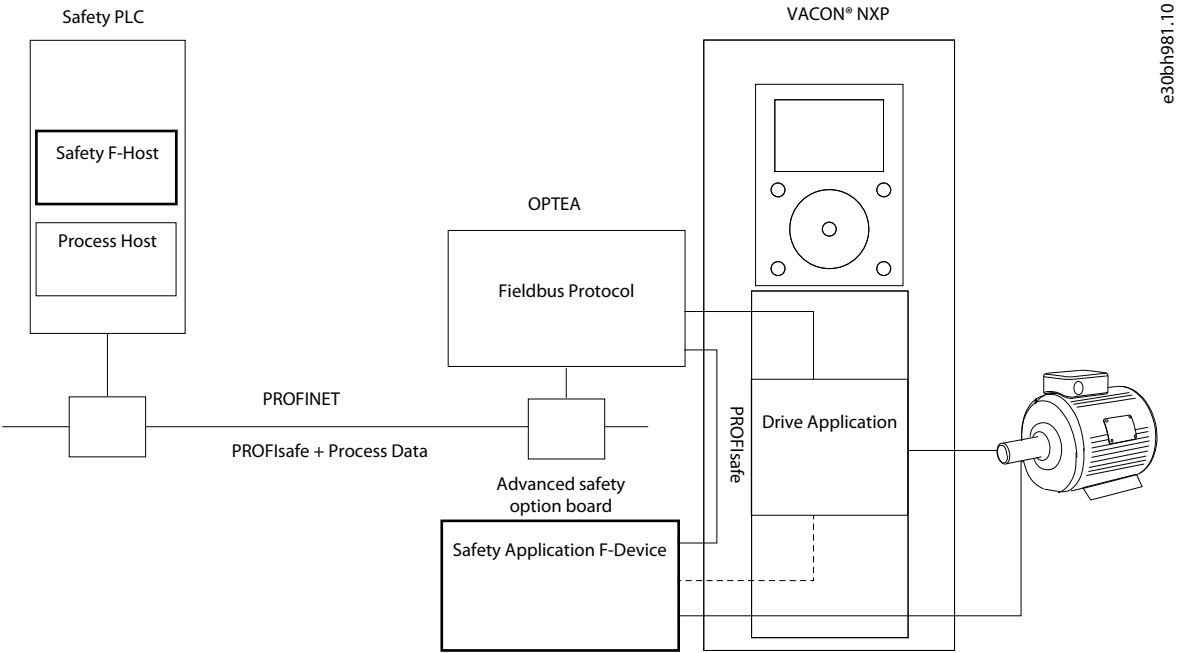 Safety PLC
VACON® NXP
e30bh981.10
Safety F-Host
Process Host
OPTEA
Fieldbus Protocol
PROFINET
PROFIsafe + Process Data
PROFIsafe
Drive Application
Advanced safety
option board
Safety Application F-Device